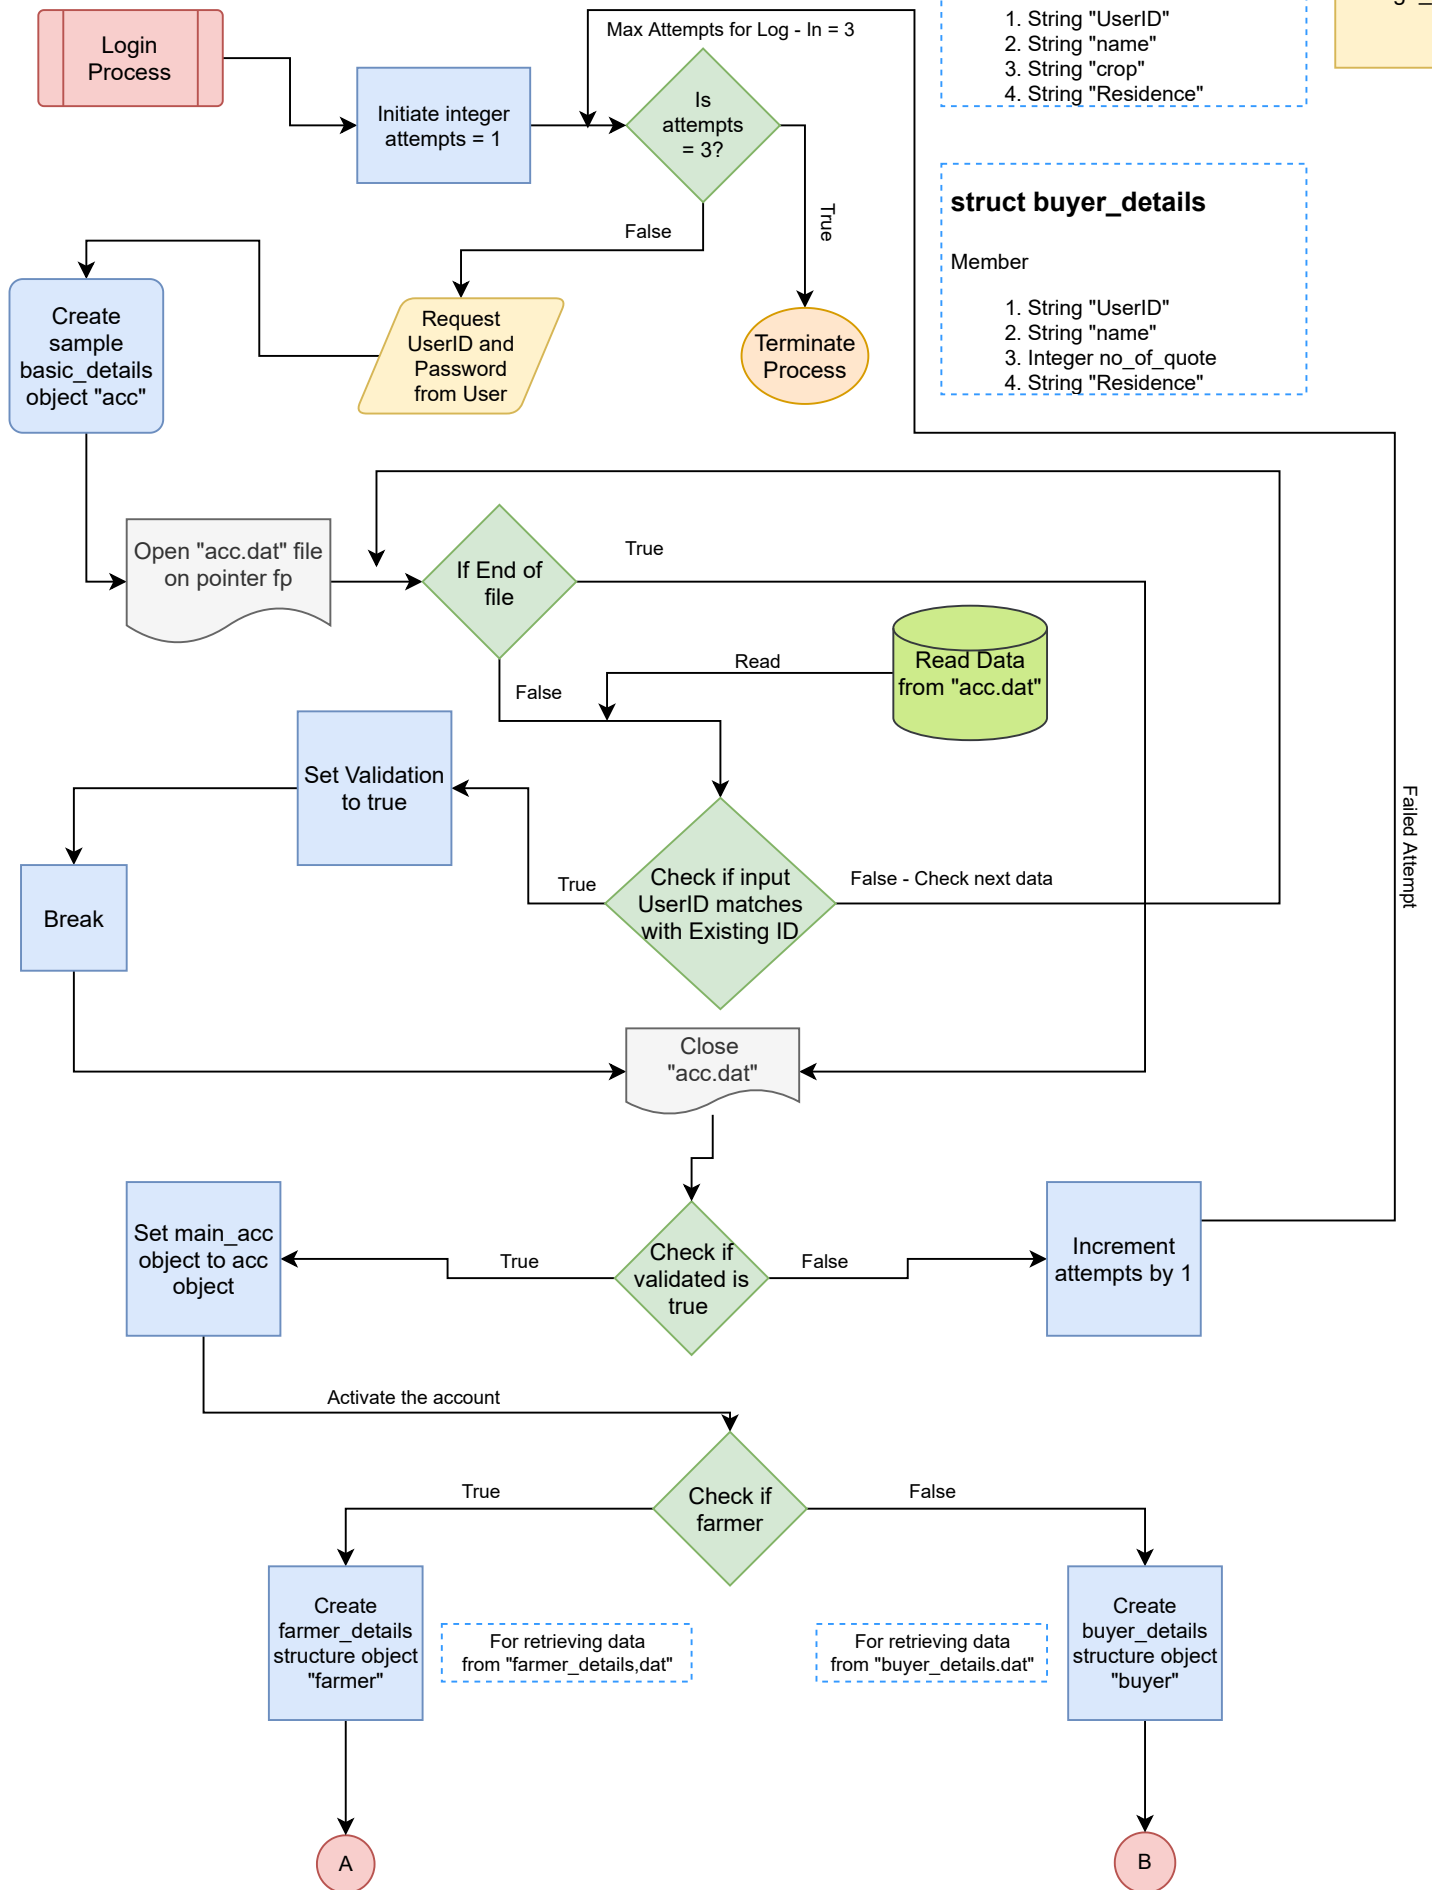 1. String "UserID"
2. String "name"
3. String "crop"
4. String "Residence"
Login
Process
Max Attempts for Log - In = 3
Initiate integer
attempts = 1
Is
attempts
= 3?
True
False
struct buyer_details
Member
1. String "UserID"
2. String "name"
3. Integer no_of_quote
4. String "Residence"
Create
sample
basic_details
object "acc"
Request
UserID and
Password
from User
Terminate
Process
Open "acc.dat" file
on pointer fp
If End of
file
True
False
Read
Read Data
from "acc.dat"
Set Validation
to true
Break
True
Check if input
UserID matches
with Existing ID
False - Check next data
Failed Attempt
Close
"acc.dat"
Set main_acc
object to acc
object
True
Check if
validated is
true
False
Increment
attempts by 1
Activate the account
Check if
farmer
True
False
Create
farmer_details
structure object
"farmer"
For retrieving data
from "farmer_details,dat"
For retrieving data
from "buyer_details.dat"
Create
buyer_details
structure object
"buyer"
A
B